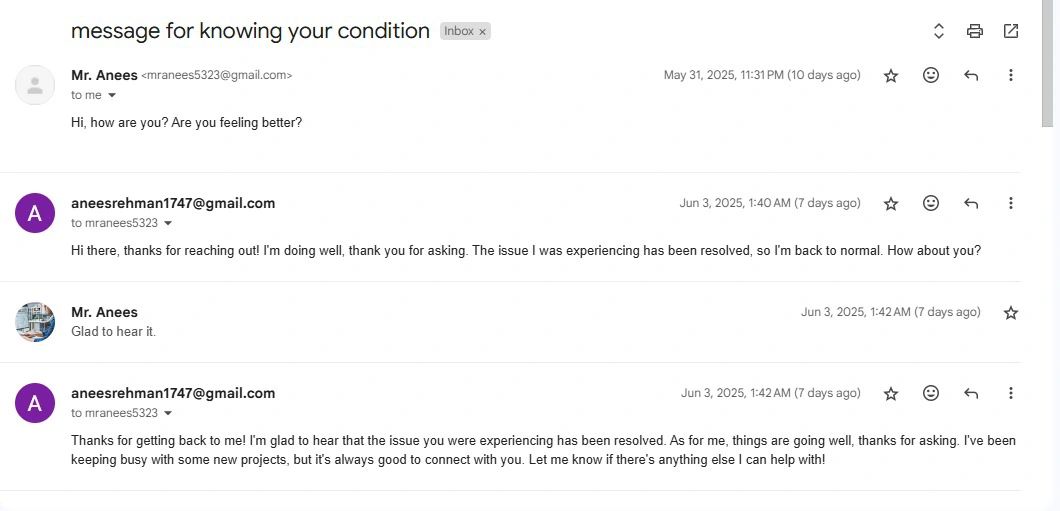 message for knowing your condition Inbox ×
Mr. Anees <mranees5323@gmail.com> May 31, 2025, 11:31 PM (10 days ago)
to me
Hi, how are you? Are you feeling better?
A aneesrehman1747@gmail.com Jun 3, 2025, 1:40 AM (7 days ago)
to mranees5323
Hi there, thanks for reaching out! I'm doing well, thank you for asking. The issue I was experiencing has been resolved, so I'm back to normal. How about you?
Mr. Anees Jun 3, 2025, 1:42 AM (7 days ago)
Glad to hear it.
A aneesrehman1747@gmail.com Jun 3, 2025, 1:42 AM (7 days ago)
to mranees5323
Thanks for getting back to me! I'm glad to hear that the issue you were experiencing has been resolved. As for me, things are going well, thanks for asking. I've been
keeping busy with some new projects, but it's always good to connect with you. Let me know if there's anything else I can help with!